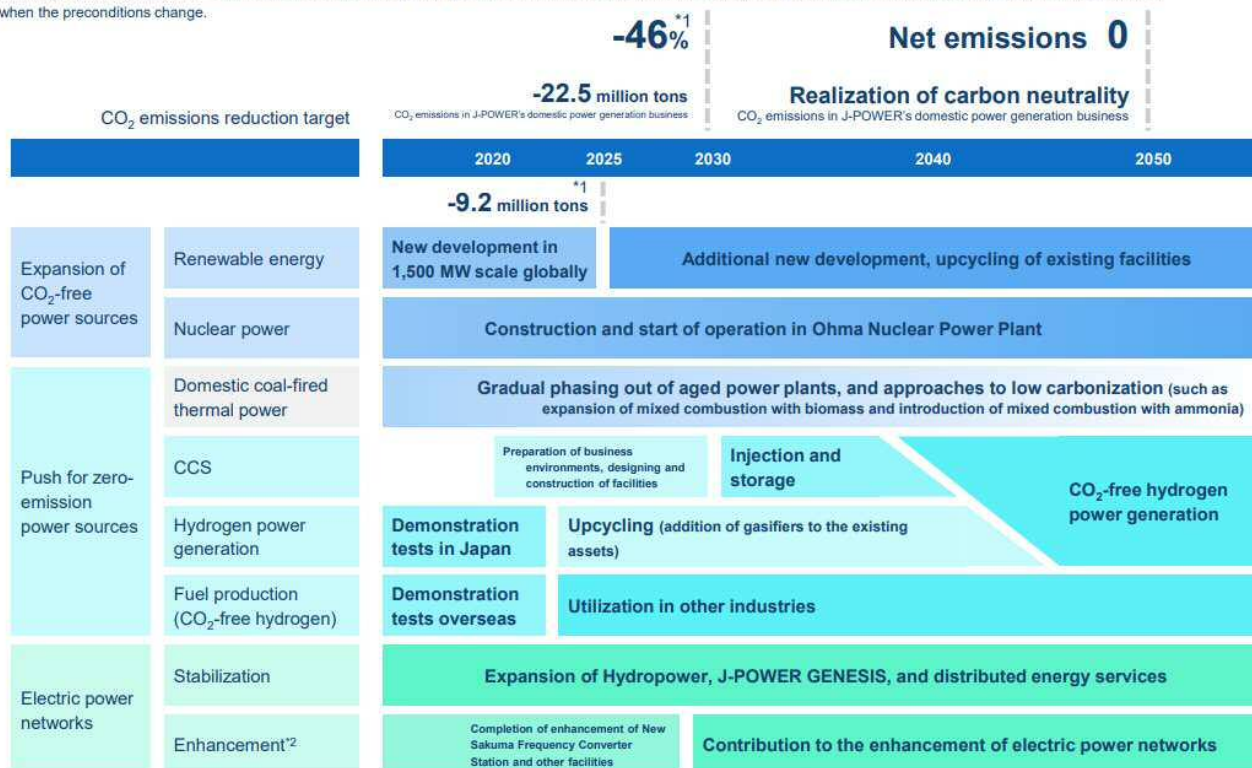 when the preconditions change.
-46%*1
Net emissions 0
-22.5 million tons
CO2 emissions in J-POWER's domestic power generation business
Realization of carbon neutrality
CO2 emissions in J-POWER's domestic power generation business
CO2 emissions reduction target
2020 2025 2030 2040 2050
-9.2 million tons*1
Expansion of
CO2-free
power sources
Renewable energy
New development in
1,500 MW scale globally
Additional new development, upcycling of existing facilities
Nuclear power
Construction and start of operation in Ohma Nuclear Power Plant
Push for zero-
emission
power sources
Domestic coal-fired
thermal power
Gradual phasing out of aged power plants, and approaches to low carbonization (such as
expansion of mixed combustion with biomass and introduction of mixed combustion with ammonia)
CCS
Preparation of business
environments, designing and
construction of facilities
Injection and
storage
CO2-free hydrogen
power generation
Hydrogen power
generation
Demonstration
tests in Japan
Upcycling (addition of gasifiers to the existing
assets)
Fuel production
(CO2-free hydrogen)
Demonstration
tests overseas
Utilization in other industries
Electric power
networks
Stabilization
Expansion of Hydropower, J-POWER GENESIS, and distributed energy services
Enhancement*2
Completion of enhancement of New
Sakuma Frequency Converter
Station and other facilities
Contribution to the enhancement of electric power networks